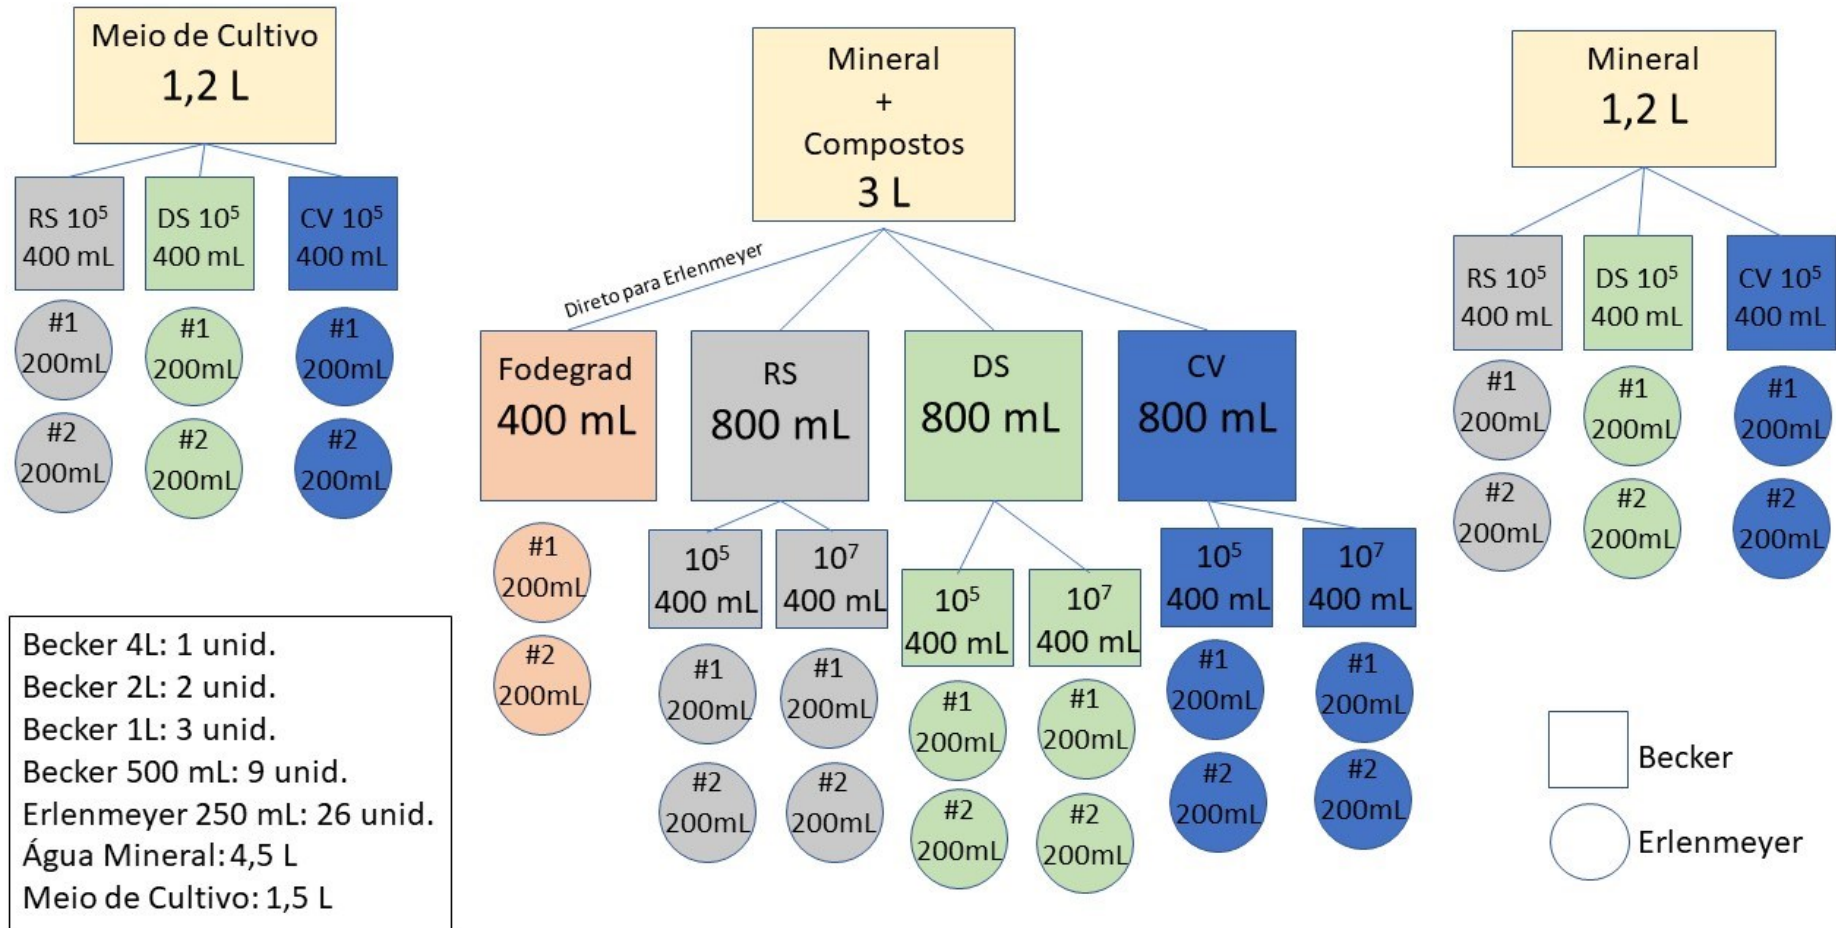 Meio de Cultivo
1,2 L
RS 10⁵
400 mL
DS 10⁵
400 mL
CV 10⁵
400 mL
#1
200mL
#1
200mL
#1
200mL
#2
200mL
#2
200mL
#2
200mL
Mineral
+
Compostos
3 L
Direto para Erlenmeyer
Fodegrad
400 mL
RS
800 mL
DS
800 mL
CV
800 mL
#1
200mL
#2
200mL
10⁵
400 mL
10⁷
400 mL
#1
200mL
#1
200mL
#2
200mL
#2
200mL
10⁵
400 mL
10⁷
400 mL
#1
200mL
#1
200mL
#2
200mL
#2
200mL
10⁵
400 mL
10⁷
400 mL
#1
200mL
#1
200mL
#2
200mL
#2
200mL
Mineral
1,2 L
RS 10⁵
400 mL
DS 10⁵
400 mL
CV 10⁵
400 mL
#1
200mL
#1
200mL
#1
200mL
#2
200mL
#2
200mL
#2
200mL
Becker 4L: 1 unid.
Becker 2L: 2 unid.
Becker 1L: 3 unid.
Becker 500 mL: 9 unid.
Erlenmeyer 250 mL: 26 unid.
Água Mineral: 4,5 L
Meio de Cultivo: 1,5 L
Becker
Erlenmeyer